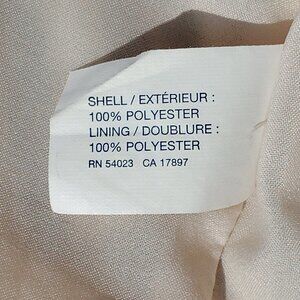 SHELL / EXTÉRIEUR :
100% POLYESTER
LINING / DOUBLURE :
100% POLYESTER
RN 54023 CA 17897